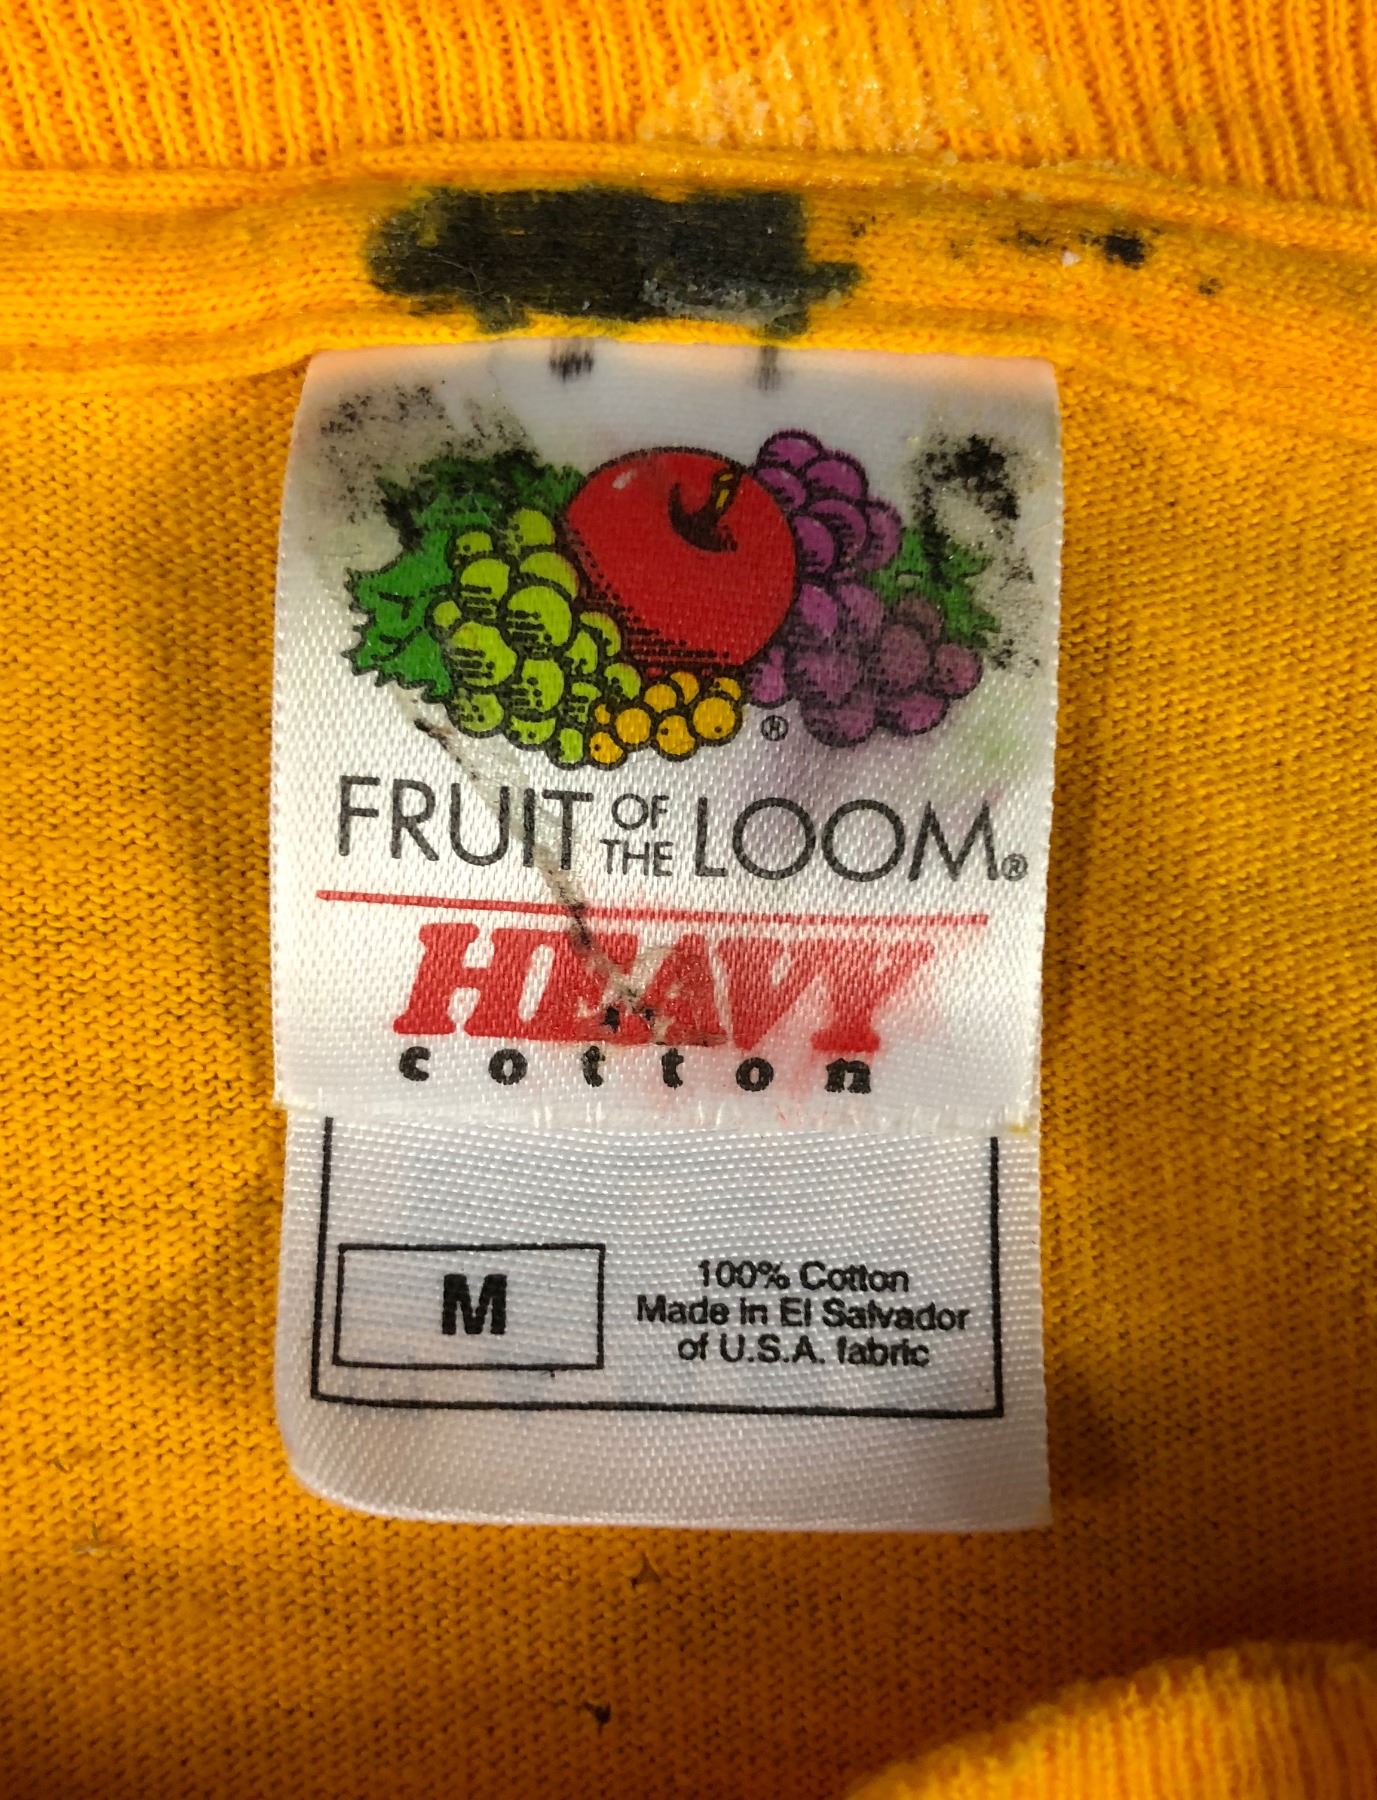 ®
FRUIT OF THE LOOM®
HEAVY
cotton
M
100% Cotton
Made in El Salvador
of U.S.A. fabric